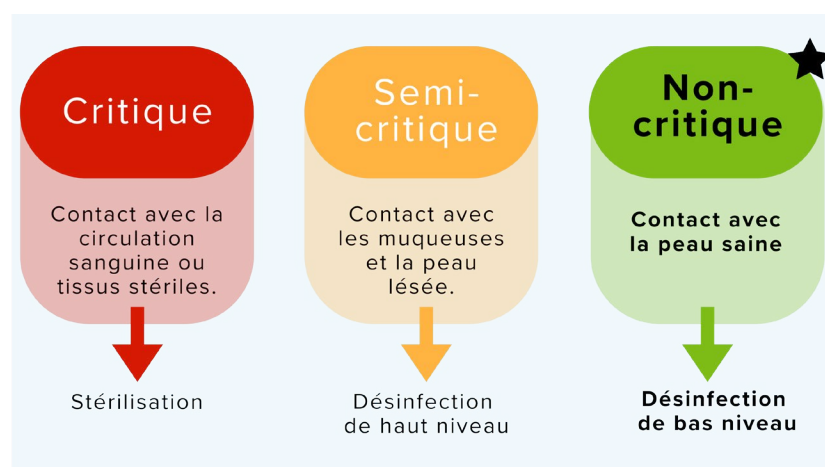 Critique
Contact avec la
circulation
sanguine ou
tissus stériles.
Stérilisation
Semi-
critique
Contact avec
les muqueuses
et la peau
lésée.
Désinfection
de haut niveau
Non-
critique
Contact avec
la peau saine
Désinfection
de bas niveau